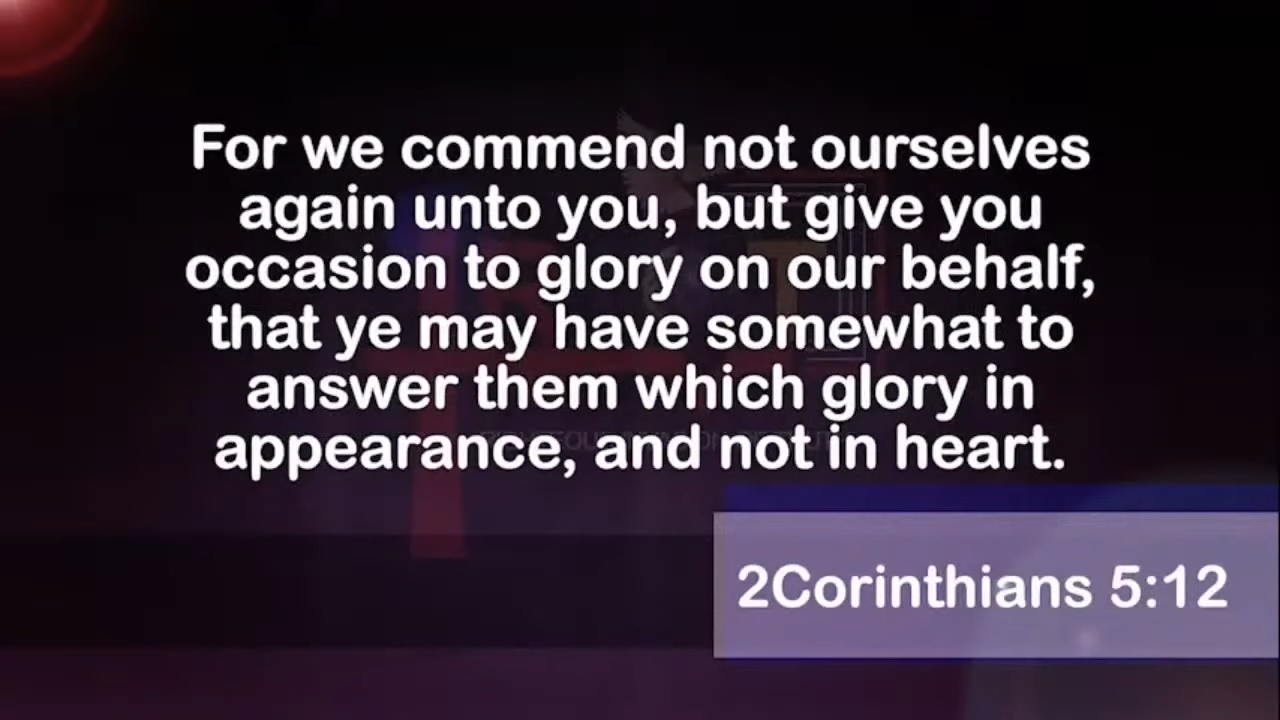 For we commend not ourselves
again unto you, but give you
occasion to glory on our behalf,
that ye may have somewhat to
answer them which glory in
appearance, and not in heart.
2Corinthians 5:12